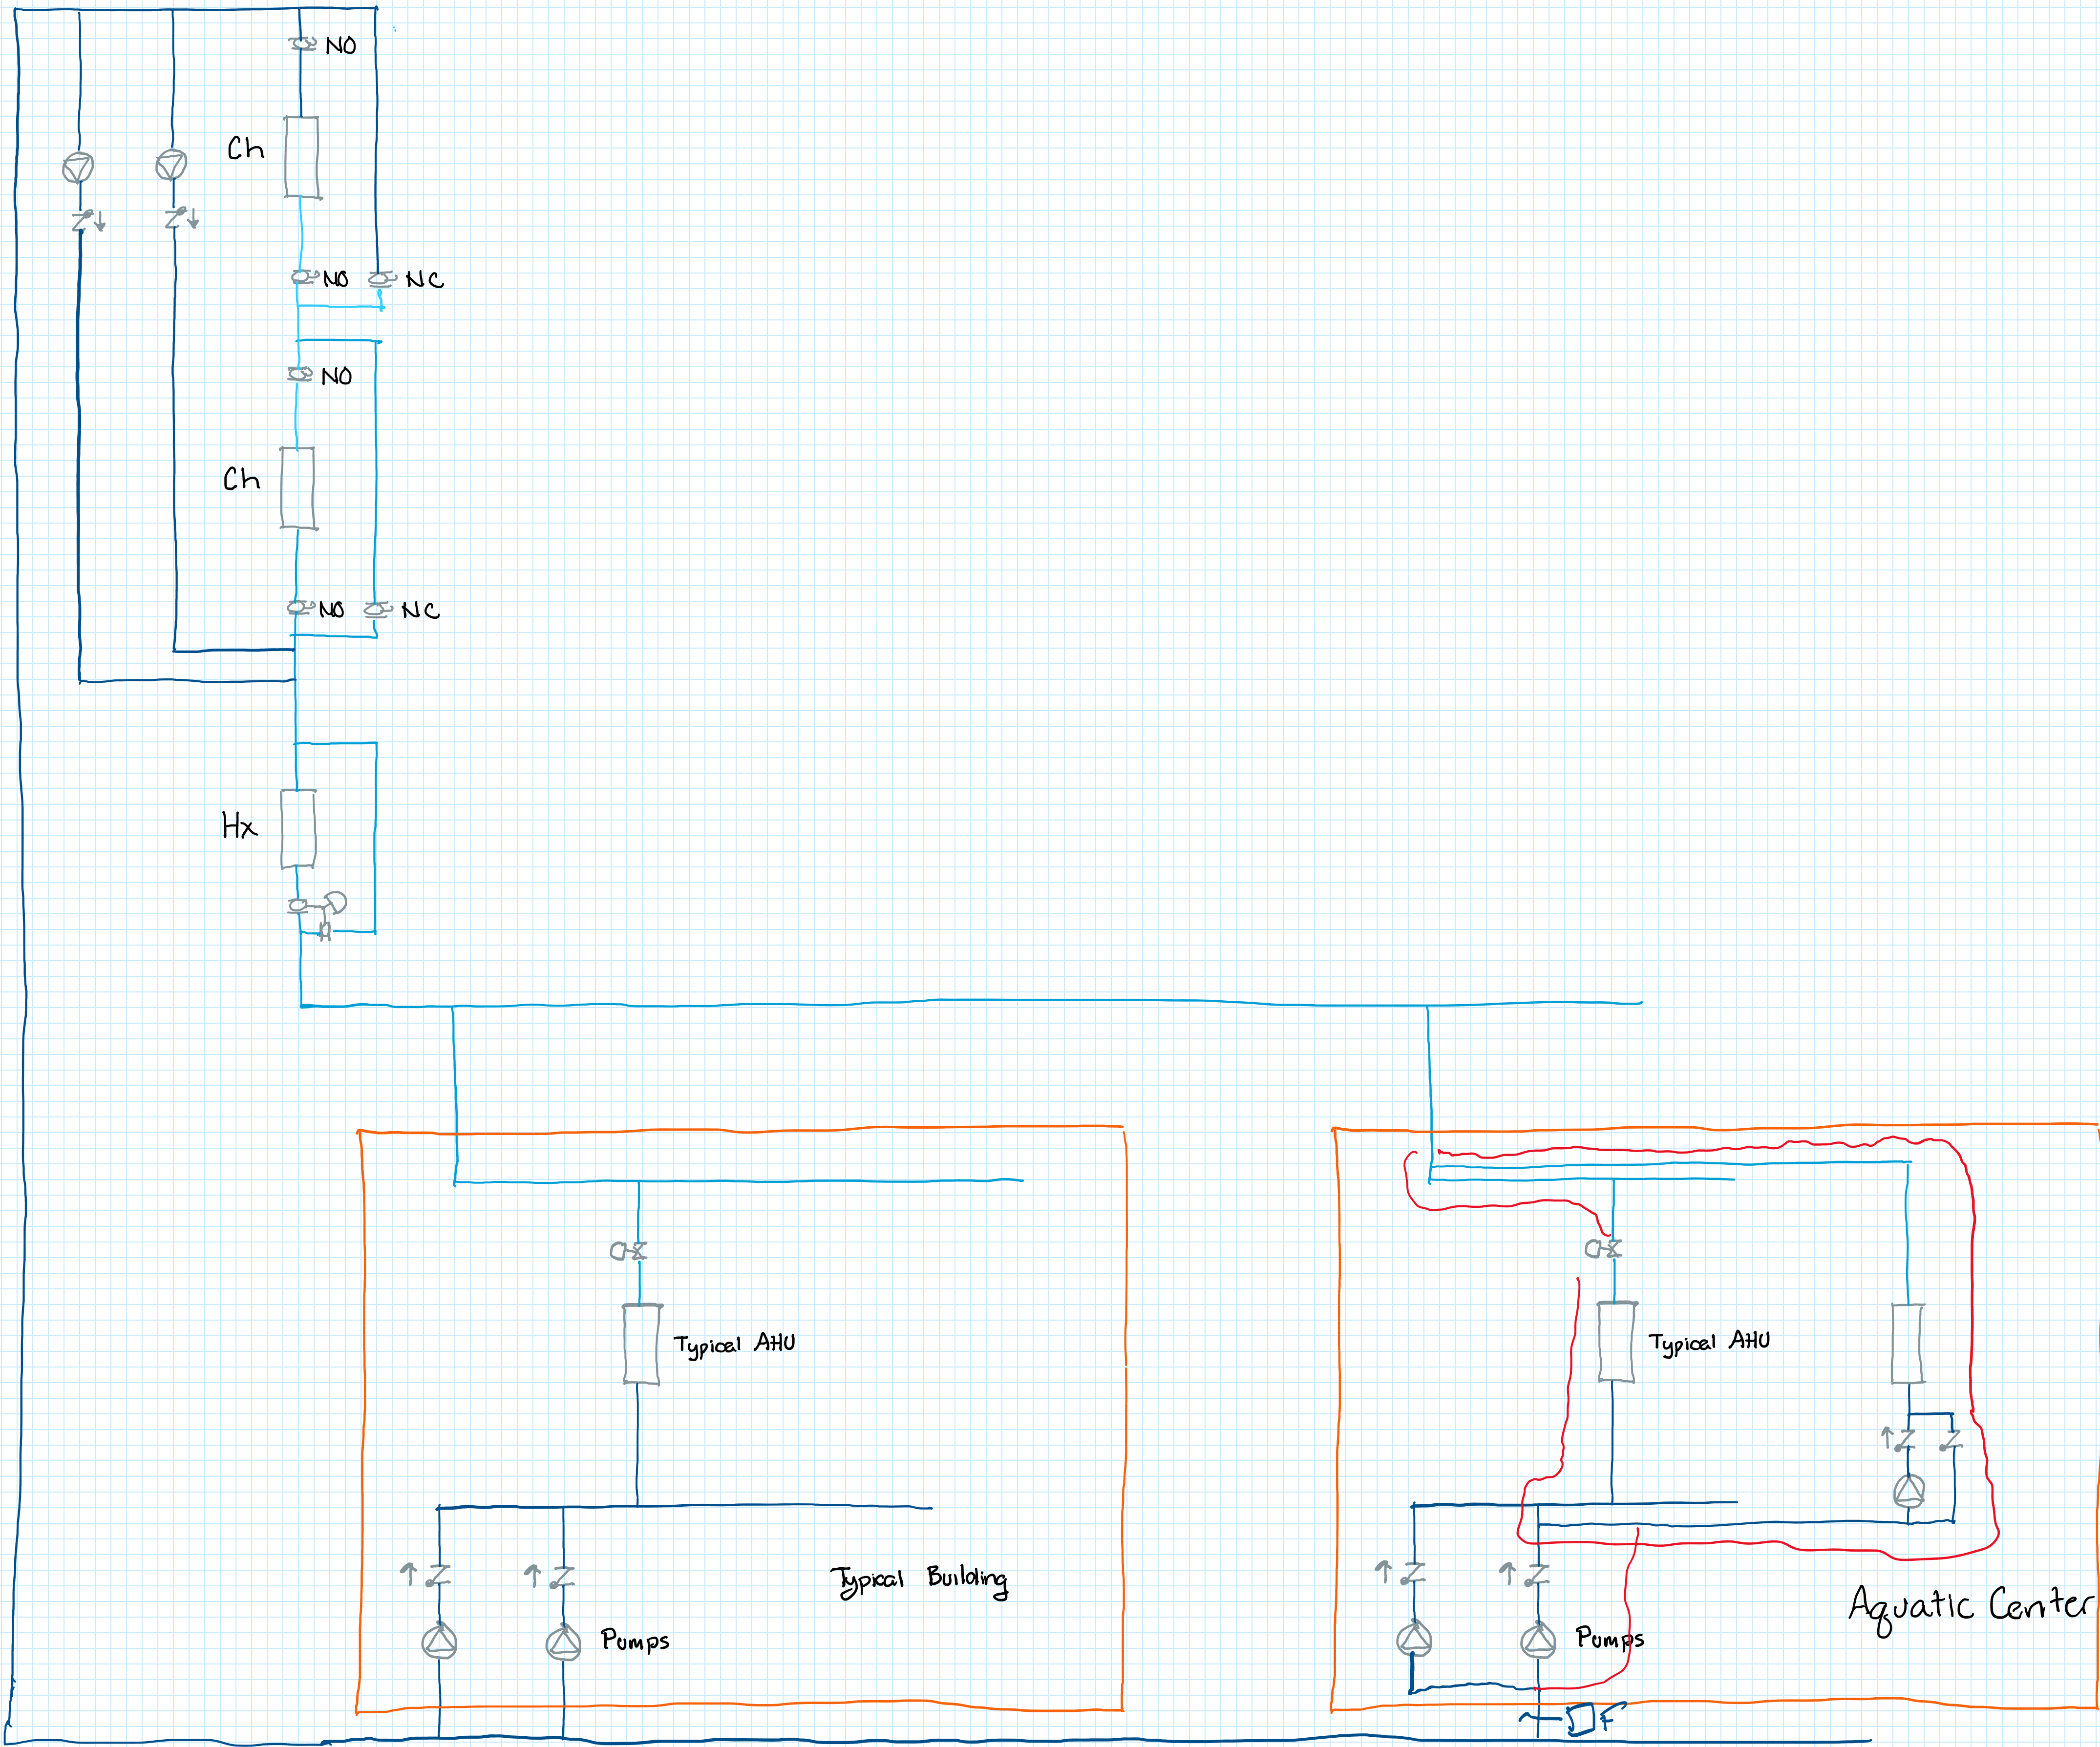 NO
Ch
NO
NC
NO
Ch
NO
NC
Hx
Typical AHU
Typical AHU
Typical Building
Pumps
Aquatic Center
Pumps
F